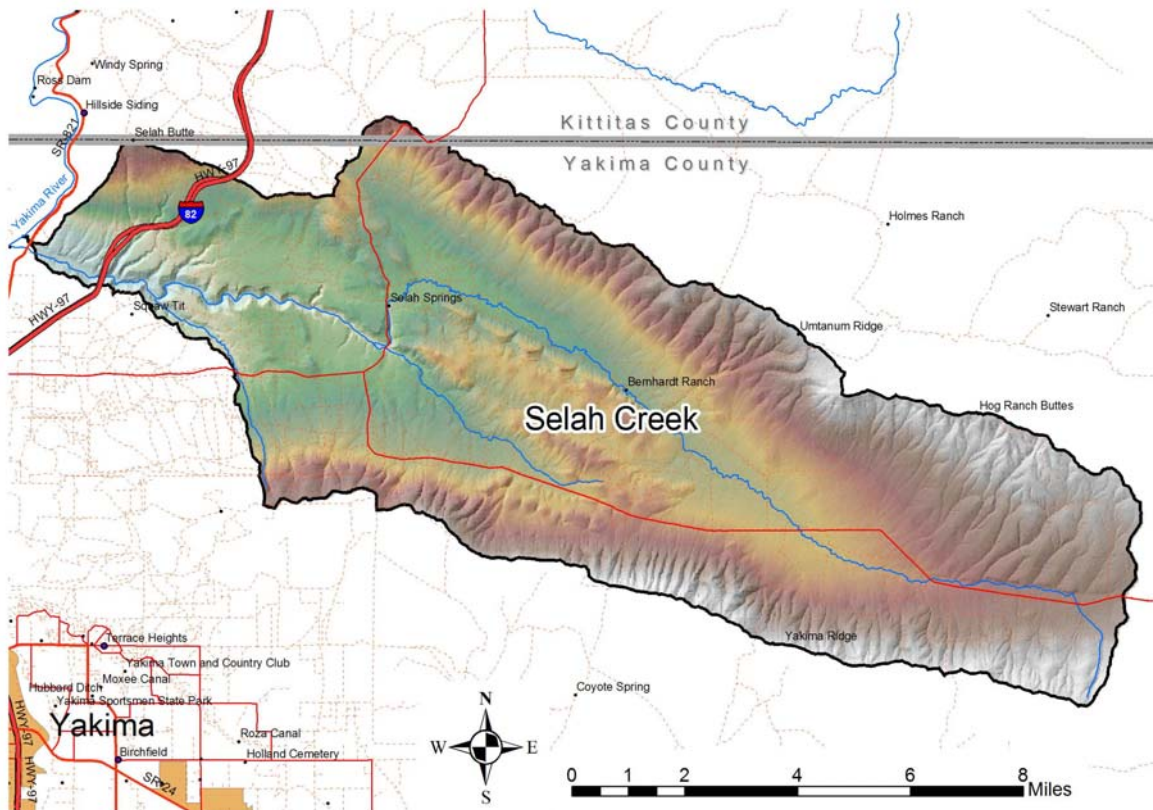 Windy Spring
Ross Dam
Hillside Siding
SR-821
Selah Butte
Kittitas County
Yakima County
HWY-97
82
Yakima River
Holmes Ranch
HWY-97
Squaw Tit
Selah Springs
Stewart Ranch
Umtanum Ridge
Bernhardt Ranch
Selah Creek
Hog Ranch Buttes
Terrace Heights
Yakima Ridge
Yakima Town and Country Club
Moxee Canal
Hubbard Ditch
Yakima Sportsmen State Park
Coyote Spring
HWY-97
Yakima
Roza Canal
Birchfield
Holland Cemetery
HWY-97
SR-24
N
W E
S
0 1 2 4 6 8
Miles